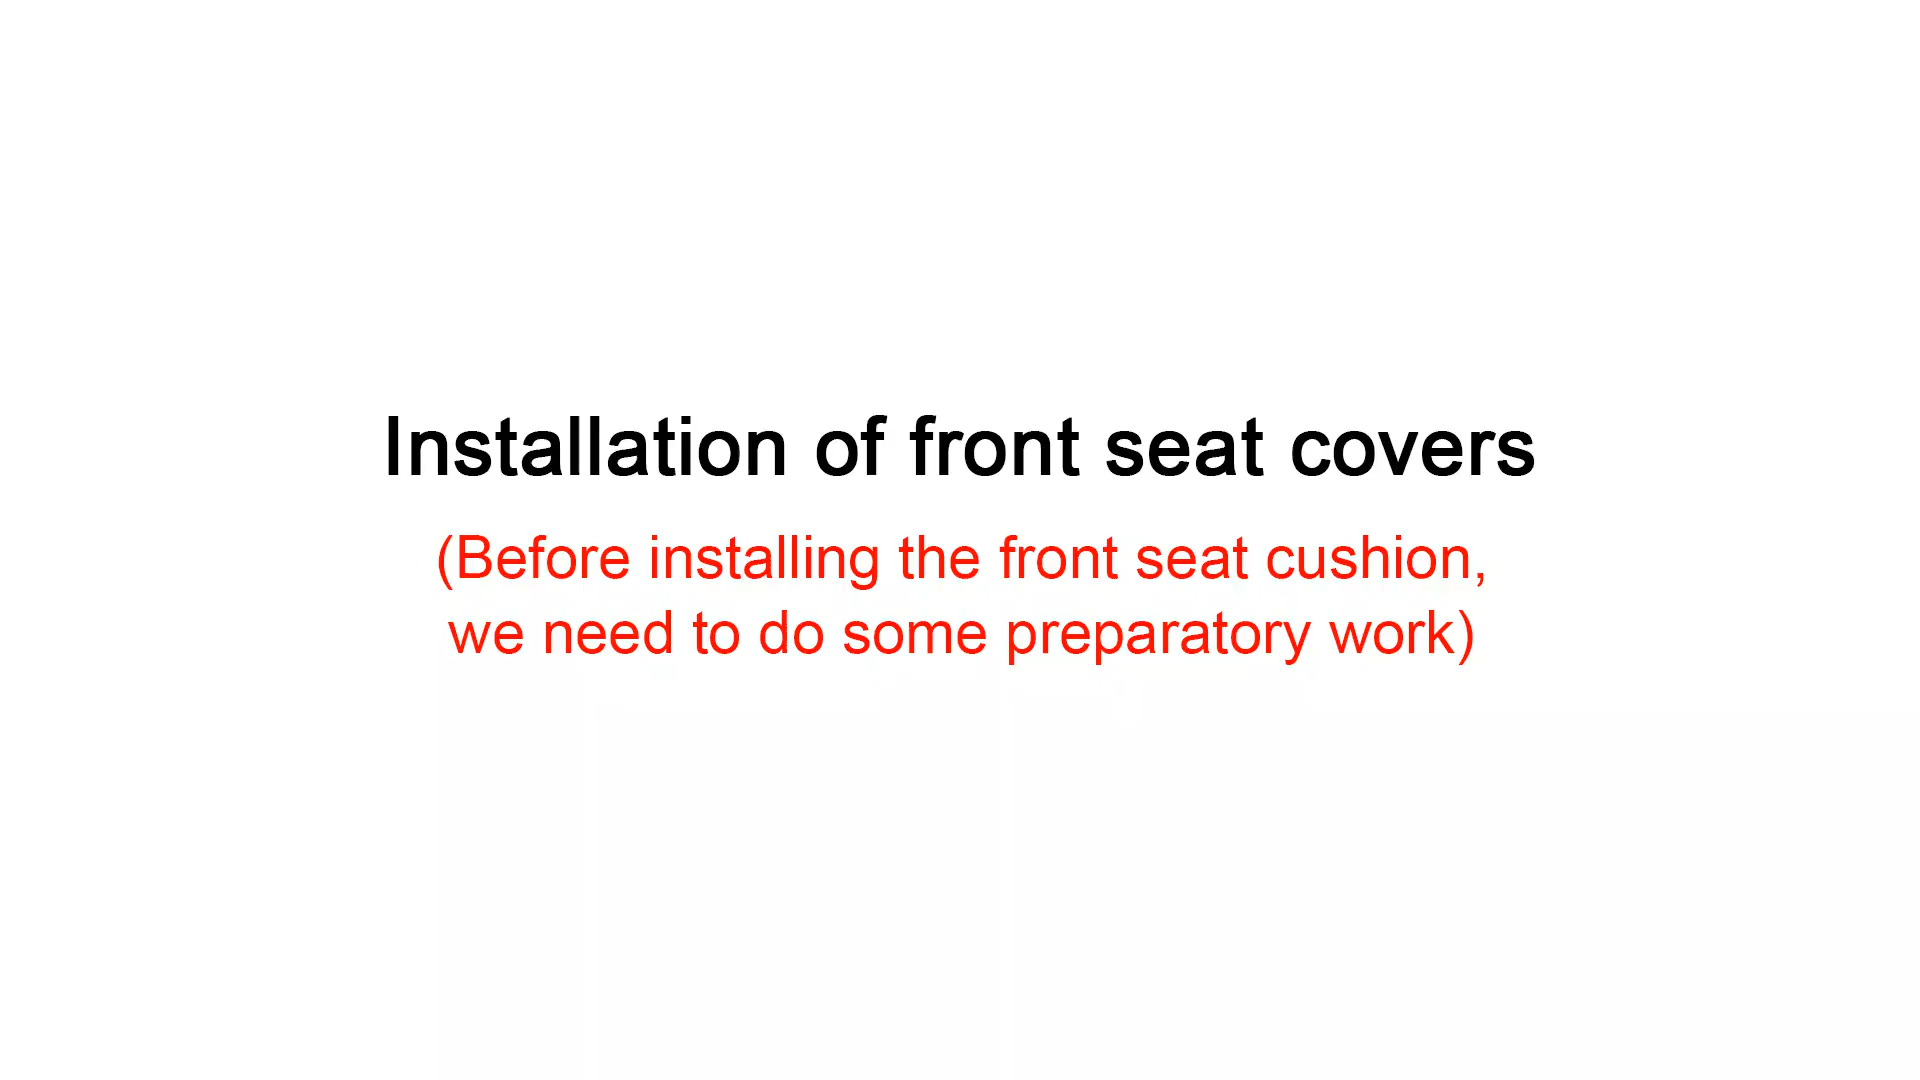 Installation of front seat covers
(Before installing the front seat cushion,
we need to do some preparatory work)